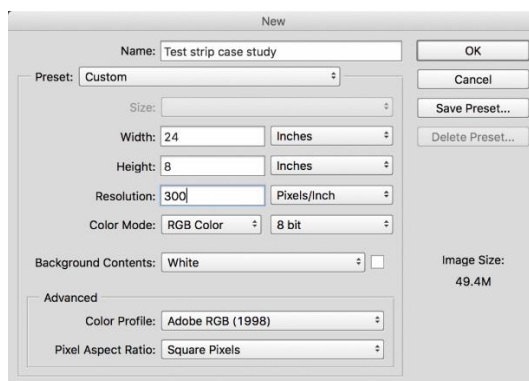 New
Name: Test strip case study
OK
Preset: Custom
Cancel
Size:
Save Preset...
Width: 24 Inches
Delete Preset...
Height: 8 Inches
Resolution: 300 Pixels/Inch
Color Mode: RGB Color 8 bit
Background Contents: White
Image Size:
49.4M
Advanced
Color Profile: Adobe RGB (1998)
Pixel Aspect Ratio: Square Pixels